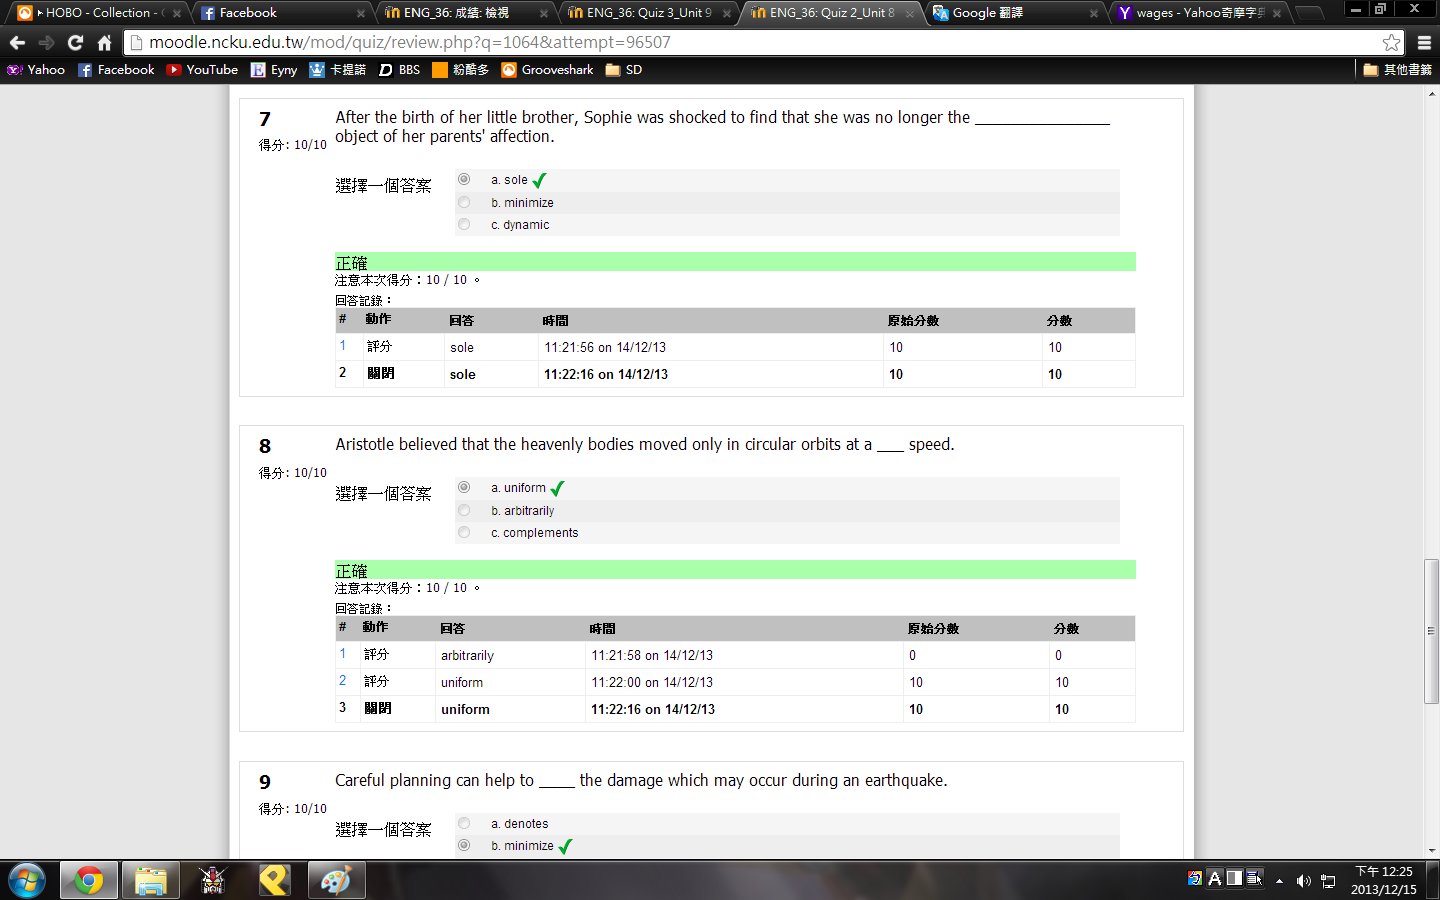 HOBO - Collection - (
Facebook
ENG_36: 成績: 檢視
ENG_36: Quiz 3_Unit 9
ENG_36: Quiz 2_Unit 8
Google 翻譯
wages - Yahoo奇摩字典
moodle.ncku.edu.tw/mod/quiz/review.php?q=1064&attempt=96507
Yahoo Facebook YouTube Eyny 卡提諾 BBS 粉酷多 Grooveshark SD 其他書籤
7
得分: 10/10
After the birth of her little brother, Sophie was shocked to find that she was no longer the _______________
object of her parents' affection.
選擇一個答案
a. sole
b. minimize
c. dynamic
正確
注意本次得分：10 / 10 。
回答記錄：
# 動作 回答 時間 原始分數 分數
1 評分 sole 11:21:56 on 14/12/13 10 10
2 關閉 sole 11:22:16 on 14/12/13 10 10
8
得分: 10/10
Aristotle believed that the heavenly bodies moved only in circular orbits at a ___ speed.
選擇一個答案
a. uniform
b. arbitrarily
c. complements
正確
注意本次得分：10 / 10 。
回答記錄：
# 動作 回答 時間 原始分數 分數
1 評分 arbitrarily 11:21:58 on 14/12/13 0 0
2 評分 uniform 11:22:00 on 14/12/13 10 10
3 關閉 uniform 11:22:16 on 14/12/13 10 10
9
得分: 10/10
Careful planning can help to ____ the damage which may occur during an earthquake.
選擇一個答案
a. denotes
b. minimize
A
下午 12:25
2013/12/15